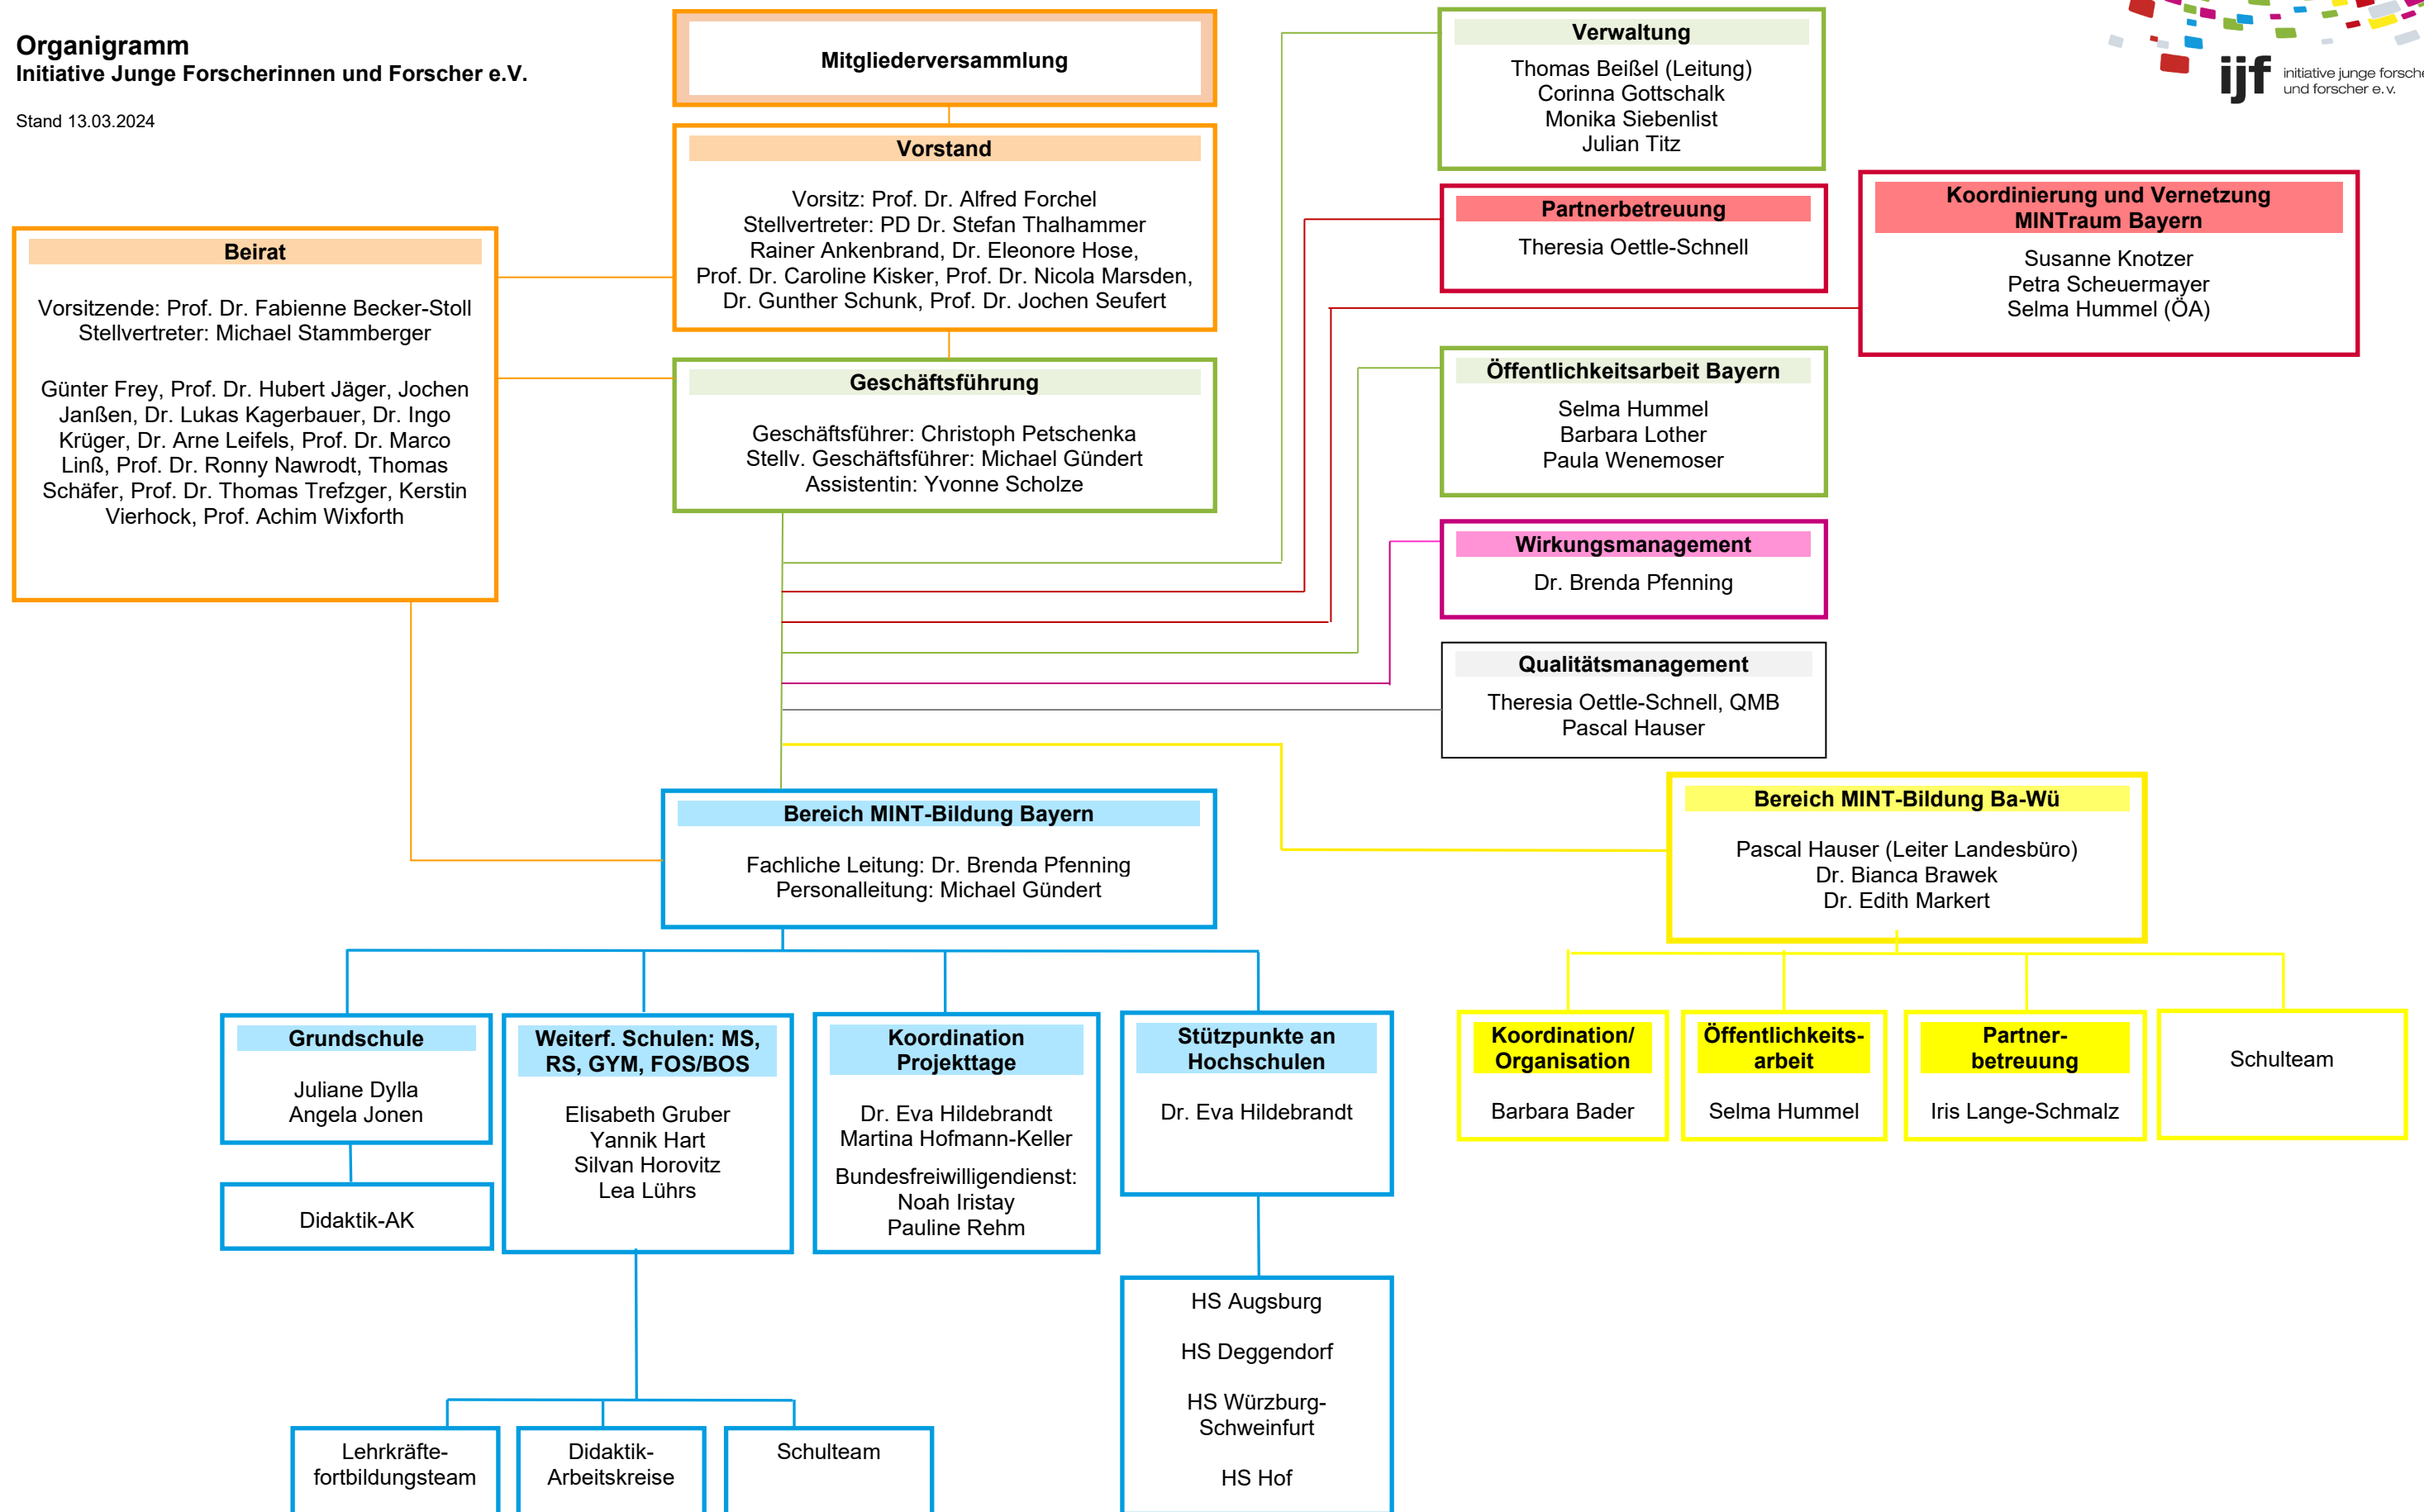 Organigramm
Initiative Junge Forscherinnen und Forscher e.V.
Stand 13.03.2024
ijf
initiative junge forsche
und forscher e.v.
Mitgliederversammlung
Vorstand
Vorsitz: Prof. Dr. Alfred Forchel
Stellvertreter: PD Dr. Stefan Thalhammer
Rainer Ankenbrand, Dr. Eleonore Hose,
Prof. Dr. Caroline Kisker, Prof. Dr. Nicola Marsden,
Dr. Gunther Schunk, Prof. Dr. Jochen Seufert
Beirat
Vorsitzende: Prof. Dr. Fabienne Becker-Stoll
Stellvertreter: Michael Stammberger
Günter Frey, Prof. Dr. Hubert Jäger, Jochen
Janßen, Dr. Lukas Kagerbauer, Dr. Ingo
Krüger, Dr. Arne Leifels, Prof. Dr. Marco
Linß, Prof. Dr. Ronny Nawrodt, Thomas
Schäfer, Prof. Dr. Thomas Trefzger, Kerstin
Vierhock, Prof. Achim Wixforth
Geschäftsführung
Geschäftsführer: Christoph Petschenka
Stellv. Geschäftsführer: Michael Gündert
Assistentin: Yvonne Scholze
Verwaltung
Thomas Beißel (Leitung)
Corinna Gottschalk
Monika Siebenlist
Julian Titz
Partnerbetreuung
Theresia Oettle-Schnell
Koordinierung und Vernetzung
MINTraum Bayern
Susanne Knotzer
Petra Scheuermayer
Selma Hummel (ÖA)
Öffentlichkeitsarbeit Bayern
Selma Hummel
Barbara Lother
Paula Wenemoser
Wirkungsmanagement
Dr. Brenda Pfenning
Qualitätsmanagement
Theresia Oettle-Schnell, QMB
Pascal Hauser
Bereich MINT-Bildung Bayern
Fachliche Leitung: Dr. Brenda Pfenning
Personalleitung: Michael Gündert
Bereich MINT-Bildung Ba-Wü
Pascal Hauser (Leiter Landesbüro)
Dr. Bianca Brawek
Dr. Edith Markert
Grundschule
Juliane Dylla
Angela Jonen
Didaktik-AK
Weiterf. Schulen: MS,
RS, GYM, FOS/BOS
Elisabeth Gruber
Yannik Hart
Silvan Horovitz
Lea Lührs
Koordination
Projekttage
Dr. Eva Hildebrandt
Martina Hofmann-Keller
Bundesfreiwilligendienst:
Noah Iristay
Pauline Rehm
Stützpunkte an
Hochschulen
Dr. Eva Hildebrandt
Koordination/
Organisation
Barbara Bader
Öffentlichkeits-
arbeit
Selma Hummel
Partner-
betreuung
Iris Lange-Schmalz
Schulteam
HS Augsburg
HS Deggendorf
HS Würzburg-
Schweinfurt
HS Hof
Lehrkräfte-
fortbildungsteam
Didaktik-
Arbeitskreise
Schulteam